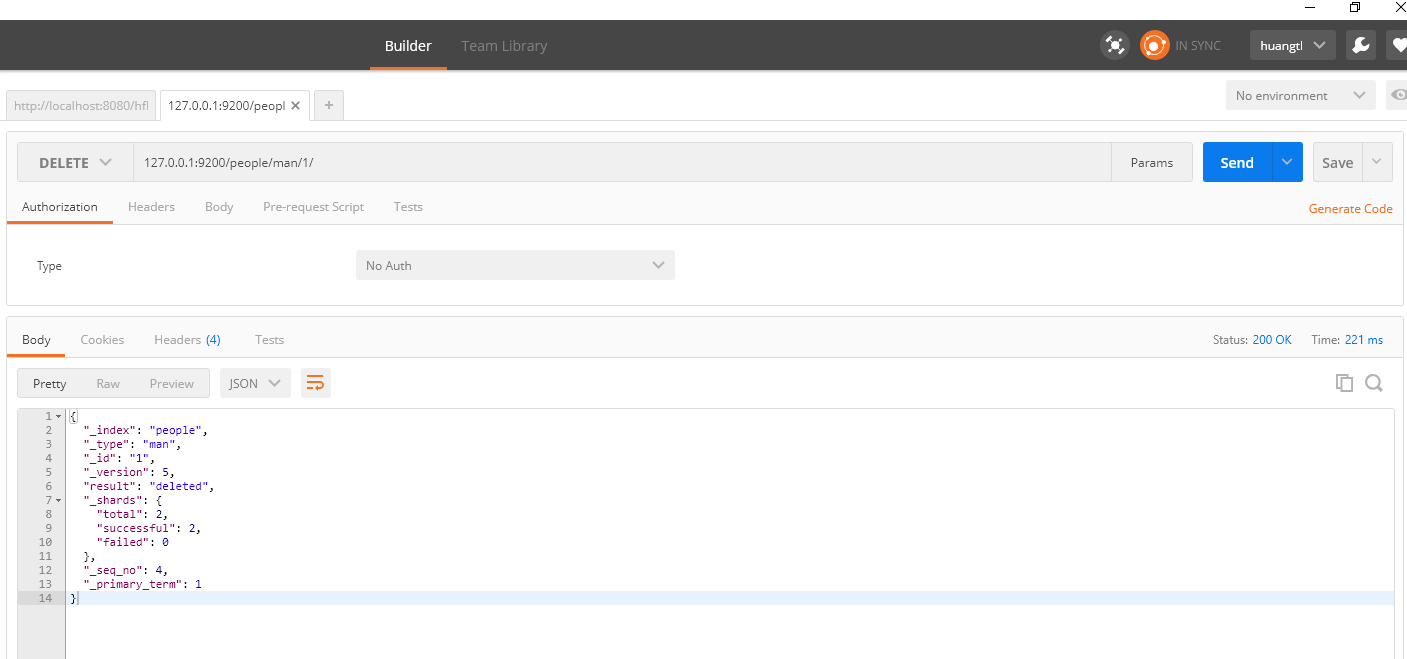 Builder Team Library IN SYNC huangtl
http://localhost:8080/hfl 127.0.0.1:9200/peopl No environment
DELETE 127.0.0.1:9200/people/man/1/ Params Send Save
Authorization Headers Body Pre-request Script Tests Generate Code
Type No Auth
Body Cookies Headers (4) Tests Status: 200 OK Time: 221 ms
Pretty Raw Preview JSON
1 {
2 "_index": "people",
3 "_type": "man",
4 "_id": "1",
5 "_version": 5,
6 "result": "deleted",
7 "_shards": {
8 "total": 2,
9 "successful": 2,
10 "failed": 0
11 },
12 "_seq_no": 4,
13 "_primary_term": 1
14 }